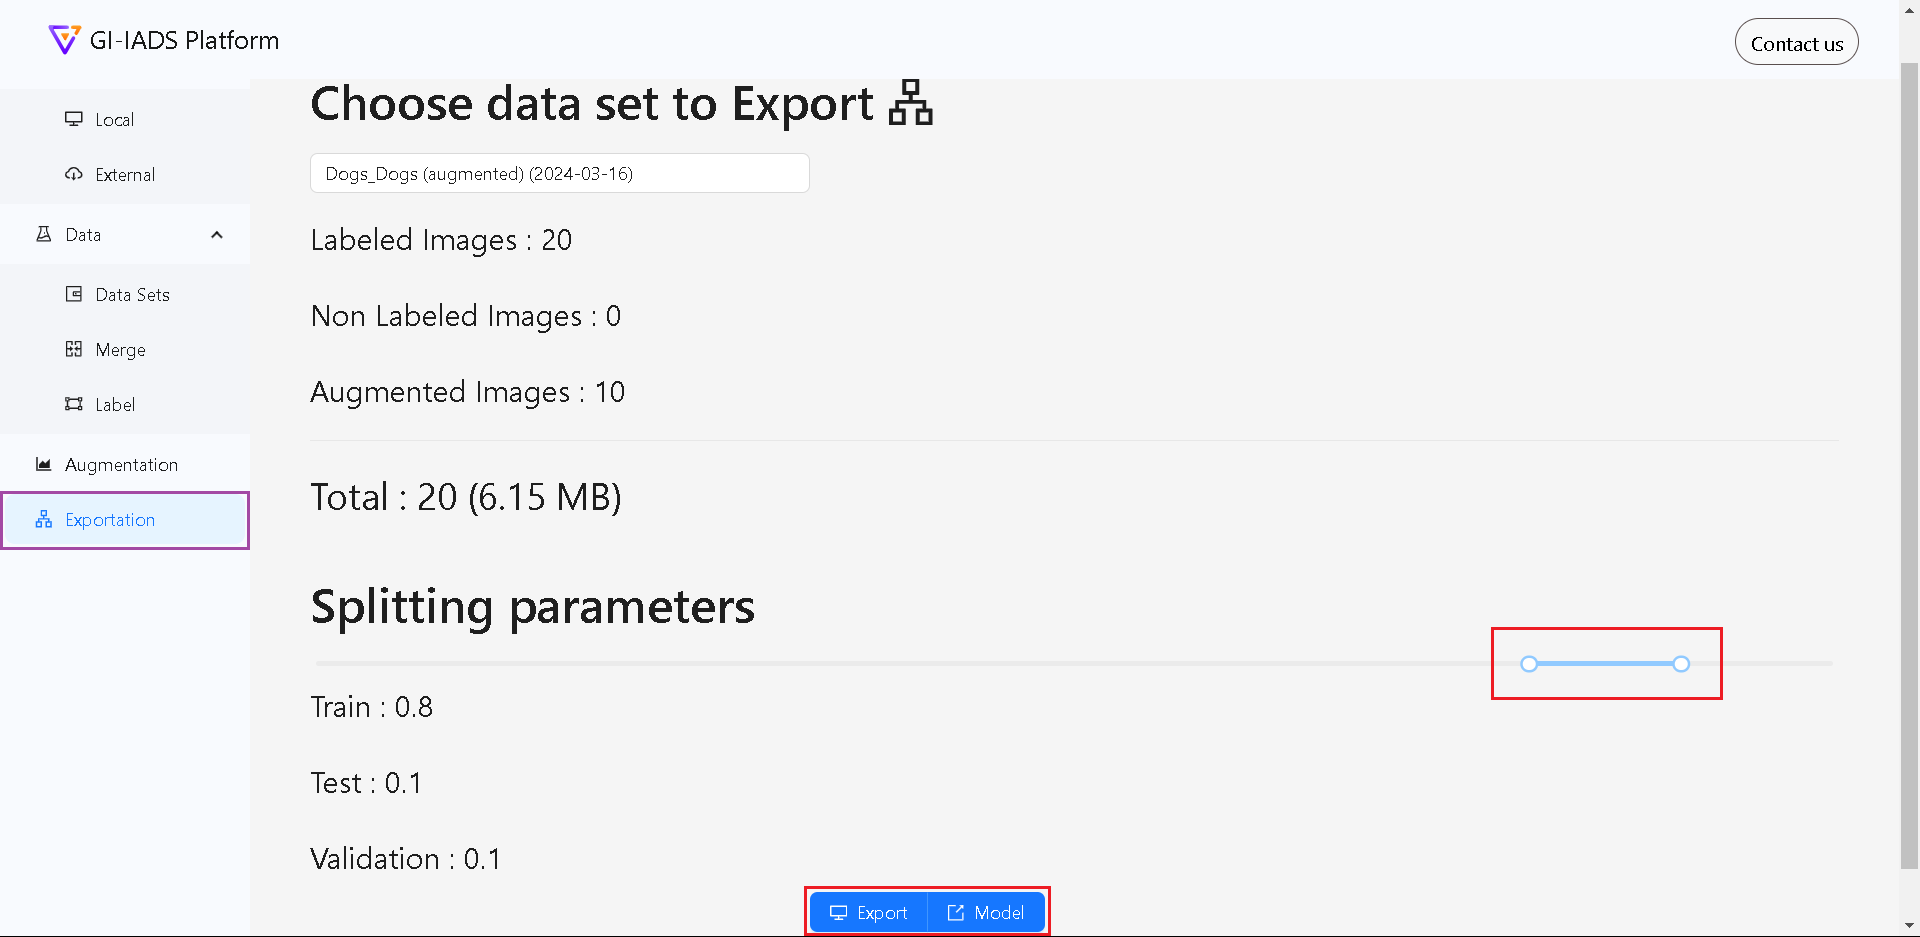 GI-IADS Platform
Contact us
Local
External
Data
Data Sets
Merge
Label
Augmentation
Exportation
Choose data set to Export
Dogs_Dogs (augmented) (2024-03-16)
Labeled Images : 20
Non Labeled Images : 0
Augmented Images : 10
Total : 20 (6.15 MB)
Splitting parameters
Train : 0.8
Test : 0.1
Validation : 0.1
Export Model